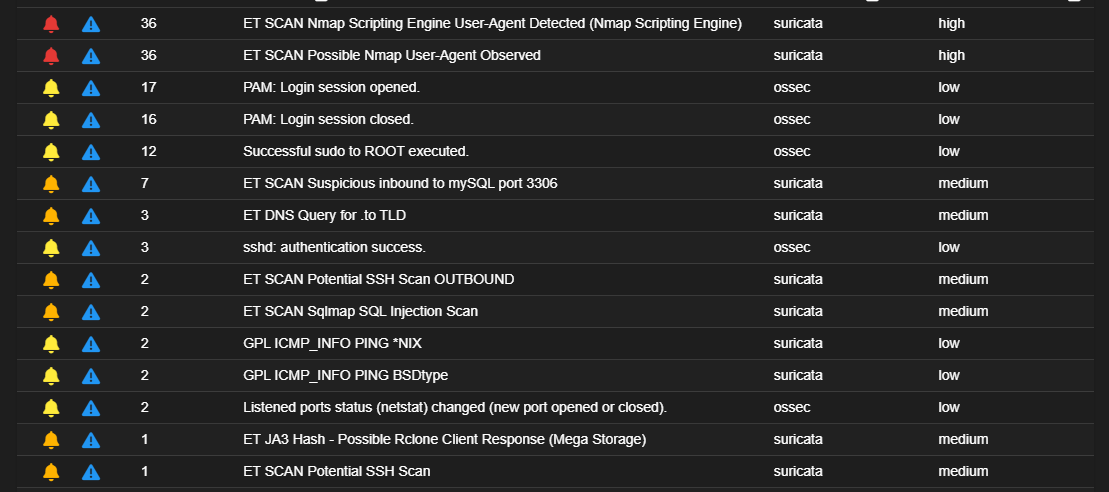 36 ET SCAN Nmap Scripting Engine User-Agent Detected (Nmap Scripting Engine) suricata high
36 ET SCAN Possible Nmap User-Agent Observed suricata high
17 PAM: Login session opened. ossec low
16 PAM: Login session closed. ossec low
12 Successful sudo to ROOT executed. ossec low
7 ET SCAN Suspicious inbound to mySQL port 3306 suricata medium
3 ET DNS Query for .to TLD suricata medium
3 sshd: authentication success. ossec low
2 ET SCAN Potential SSH Scan OUTBOUND suricata medium
2 ET SCAN Sqlmap SQL Injection Scan suricata medium
2 GPL ICMP_INFO PING *NIX suricata low
2 GPL ICMP_INFO PING BSDtype suricata low
2 Listened ports status (netstat) changed (new port opened or closed). ossec low
1 ET JA3 Hash - Possible Rclone Client Response (Mega Storage) suricata medium
1 ET SCAN Potential SSH Scan suricata medium